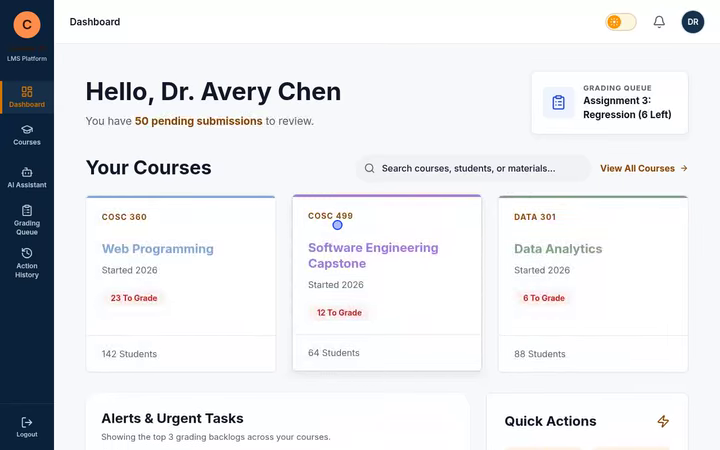 C
LMS Platform
Dashboard
Courses
AI Assistant
Grading
Queue
Action
History
Logout
Dashboard
DR
Hello, Dr. Avery Chen
You have 50 pending submissions to review.
GRADING QUEUE
Assignment 3:
Regression (6 Left)
Your Courses
Search courses, students, or materials...
View All Courses →
COSC 360
Web Programming
Started 2026
23 To Grade
142 Students
COSC 499
Software Engineering
Capstone
Started 2026
12 To Grade
64 Students
DATA 301
Data Analytics
Started 2026
6 To Grade
88 Students
Alerts & Urgent Tasks
Showing the top 3 grading backlogs across your courses.
Quick Actions